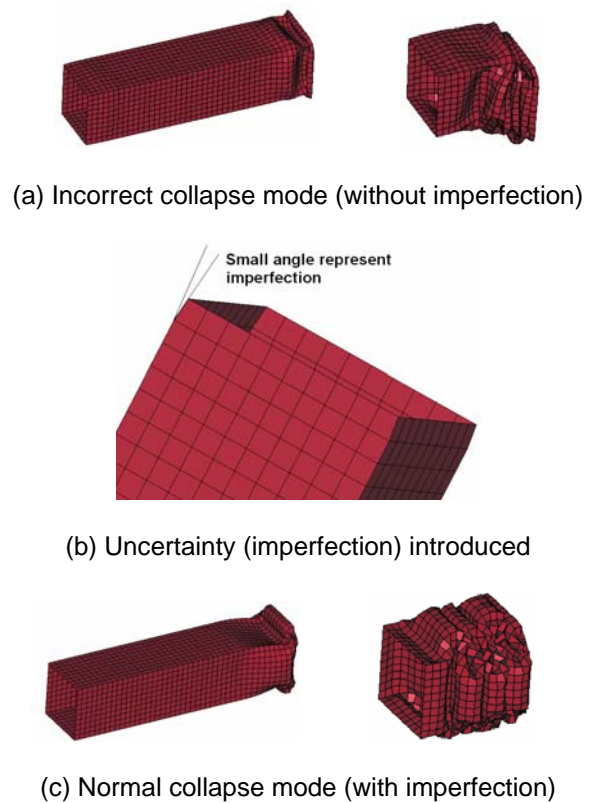 (a) Incorrect collapse mode (without imperfection)
Small angle represent
imperfection
(b) Uncertainty (imperfection) introduced
(c) Normal collapse mode (with imperfection)